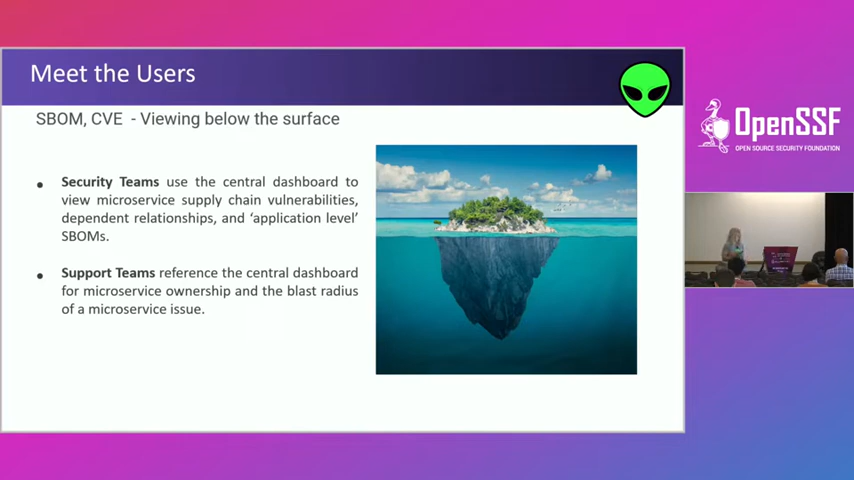 Meet the Users
SBOM, CVE - Viewing below the surface
Security Teams use the central dashboard to
view microservice supply chain vulnerabilities,
dependent relationships, and ‘application level’
SBOMs.
Support Teams reference the central dashboard
for microservice ownership and the blast radius
of a microservice issue.
OpenSSF
OPEN SOURCE SECURITY FOUNDATION